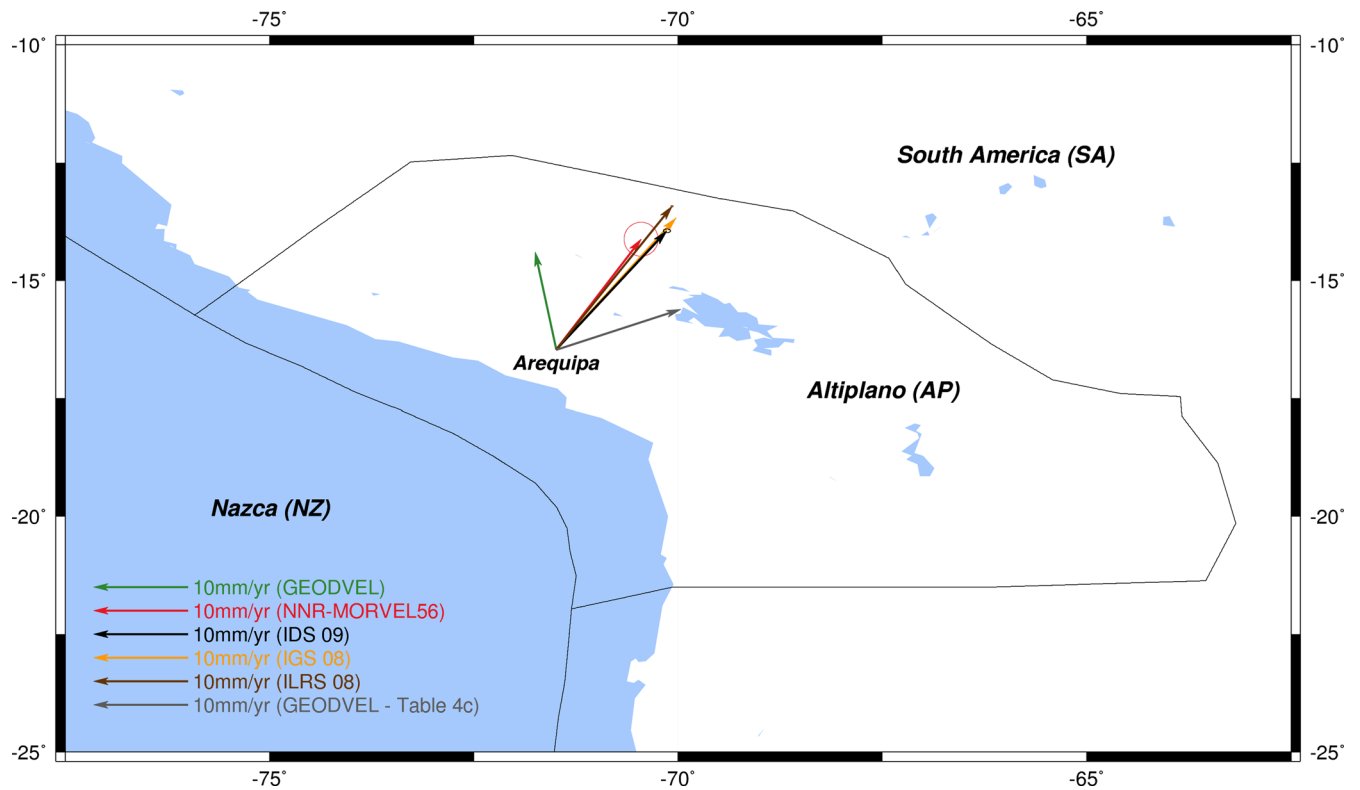 -75˚ -70˚ -65˚
-10˚ -10˚
South America (SA)
-15˚ -15˚
Arequipa
Altiplano (AP)
Nazca (NZ)
-20˚ -20˚
10mm/yr (GEODVEL)
10mm/yr (NNR-MORVEL56)
10mm/yr (IDS 09)
10mm/yr (IGS 08)
10mm/yr (ILRS 08)
10mm/yr (GEODVEL - Table 4c)
-25˚ -25˚
-75˚ -70˚ -65˚